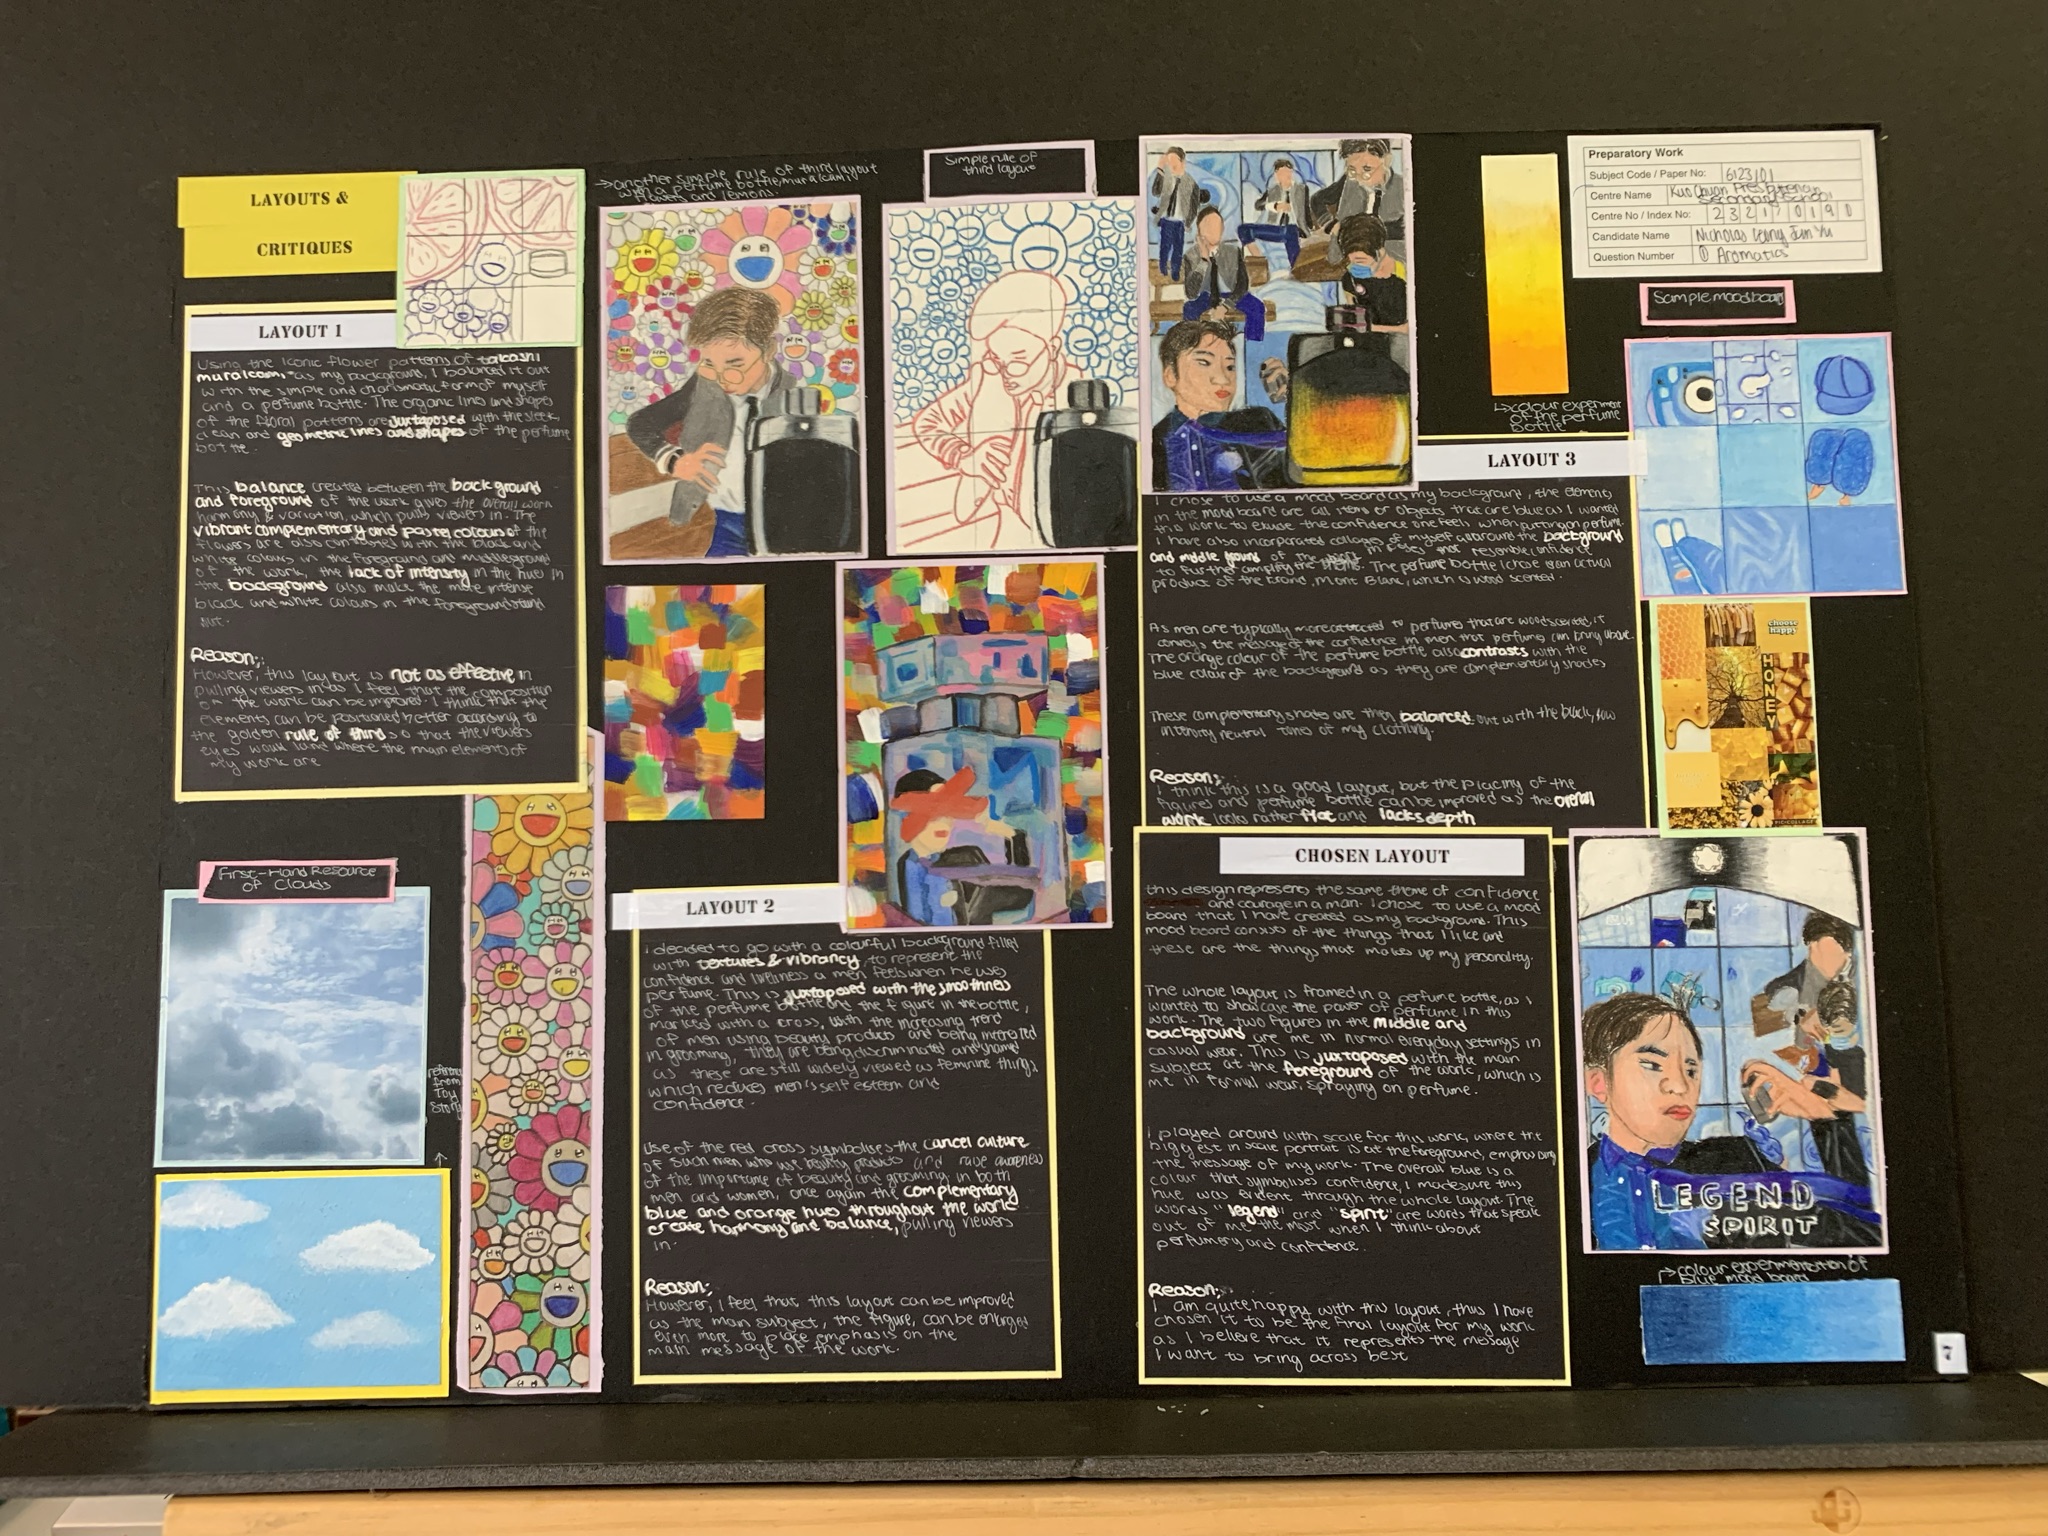 LAYOUTS &
CRITIQUES
LAYOUT 1
Using the iconic flower patterns of takashi
murakami, as my background, I balanced it out
with the simple and charismatic form of myself
and a perfume bottle. The organic lines and shapes
of the floral patterns are juxtaposed with the sleek,
clean and geometric lines and shapes of the perfume
bottle.
This balance created between the background
and foreground of the work gives the overall work
harmony & variation, which pulls viewers in. The
vibrant complementary and pastel colours of the
flowers are also contrasted with the black and
white colours in the foreground and middleground
of the work, the lack of intensity in the hues in
the background also make the more intense
black and white colours in the foreground stand
out.
Reason:
However, this lay out is not as effective in
pulling viewers in as I feel that the composition
of the work can be improved. I think that the
elements can be positioned better according to
the golden rule of third so that the viewers
eyes would land where the main elements of
my work are
First-Hand Resource
of Clouds
reference
from
Toy
Story
→another simple rule of third layout
with a perfume bottle, murakami
flowers and lemons.
Simple rule of
third layout
LAYOUT 2
I decided to go with a colourful background filled
with textures & vibrancy, to represent the
confidence and liveliness a men feels when he uses
perfume. This is juxtaposed with the smoothness
of the perfume bottle and the figure in the bottle,
marked with a cross, with the increasing trend
of men using beauty products and being interested
in grooming, they are being discriminated and shamed
as these are still widely viewed as feminine things,
which reduces men's self esteem and
confidence.
Use of the red cross symbolises the cancel culture
of such men who use beauty products and raise awareness
of the importance of beauty and grooming in both
men and women, once again the complementary
blue and orange hues throughout the work
create harmony and balance, pulling viewers
in.
Reason:
However, I feel that this layout can be improved
as the main subject, the figure, can be enlarged
even more to place emphasis on the
main message of the work.
Preparatory Work
Subject Code / Paper No: 6123/01
Centre Name Kuo Chuan Presbyterian
Secondary School
Centre No / Index No: 2321 / 0190
Candidate Name Nicholas Leong Jun Yu
Question Number ① Aromatics
↳colour experiment
of the perfume
bottle
Sample moodboard
LAYOUT 3
I chose to use a mood board as my background, the elements
in the mood board are all items or objects that are blue as I wanted
this work to exude the confidence one feels when putting on perfume.
I have also incorporated collages of myself around the background
and middle ground of the work in poses that resemble confidence
to further amplify the theme. The perfume bottle I chose is an actual
product of the brand, Mont Blanc, which is wood scented.
As men are typically more attracted to perfumes that are wood scented, it
conveys the message of the confidence in men that perfumes can bring about.
The orange colour of the perfume bottle also contrasts with the
blue colour of the background as they are complementary shades
These complementary shades are then balanced out with the black, low
intensity neutral tones of my clothing.
Reason:
I think this is a good layout, but the placing of the
figures and perfume bottle can be improved as the overall
work looks rather flat and lacks depth
choose
happy
HONEY
PIC•COLLAGE
CHOSEN LAYOUT
this design represents the same theme of confidence
and courage in a man. I chose to use a mood
board that I have created as my background. This
mood board consists of the things that I like and
these are the things that makes up my personality.
The whole layout is framed in a perfume bottle, as I
wanted to showcase the power of perfume in this
work. The two figures in the middle and
background are me in normal everyday settings in
casual wear. This is juxtaposed with the main
subject at the foreground of the work, which is
me in formal wear, spraying on perfume.
I played around with scale for this work, where the
biggest in scale portrait is at the foreground, emphasising
the message of my work. The overall blue is a
colour that symbolises confidence, I made sure this
hue was evident through the whole layout. The
words "legend" and "spirit" are words that speak
out of me the most when I think about
perfumery and confidence.
Reason:
I am quite happy with this layout, thus I have
chosen it to be the final layout for my work
as I believe that it represents the message
I want to bring across best
LEGEND
SPIRIT
→colour experimentation of
blue mood board
7